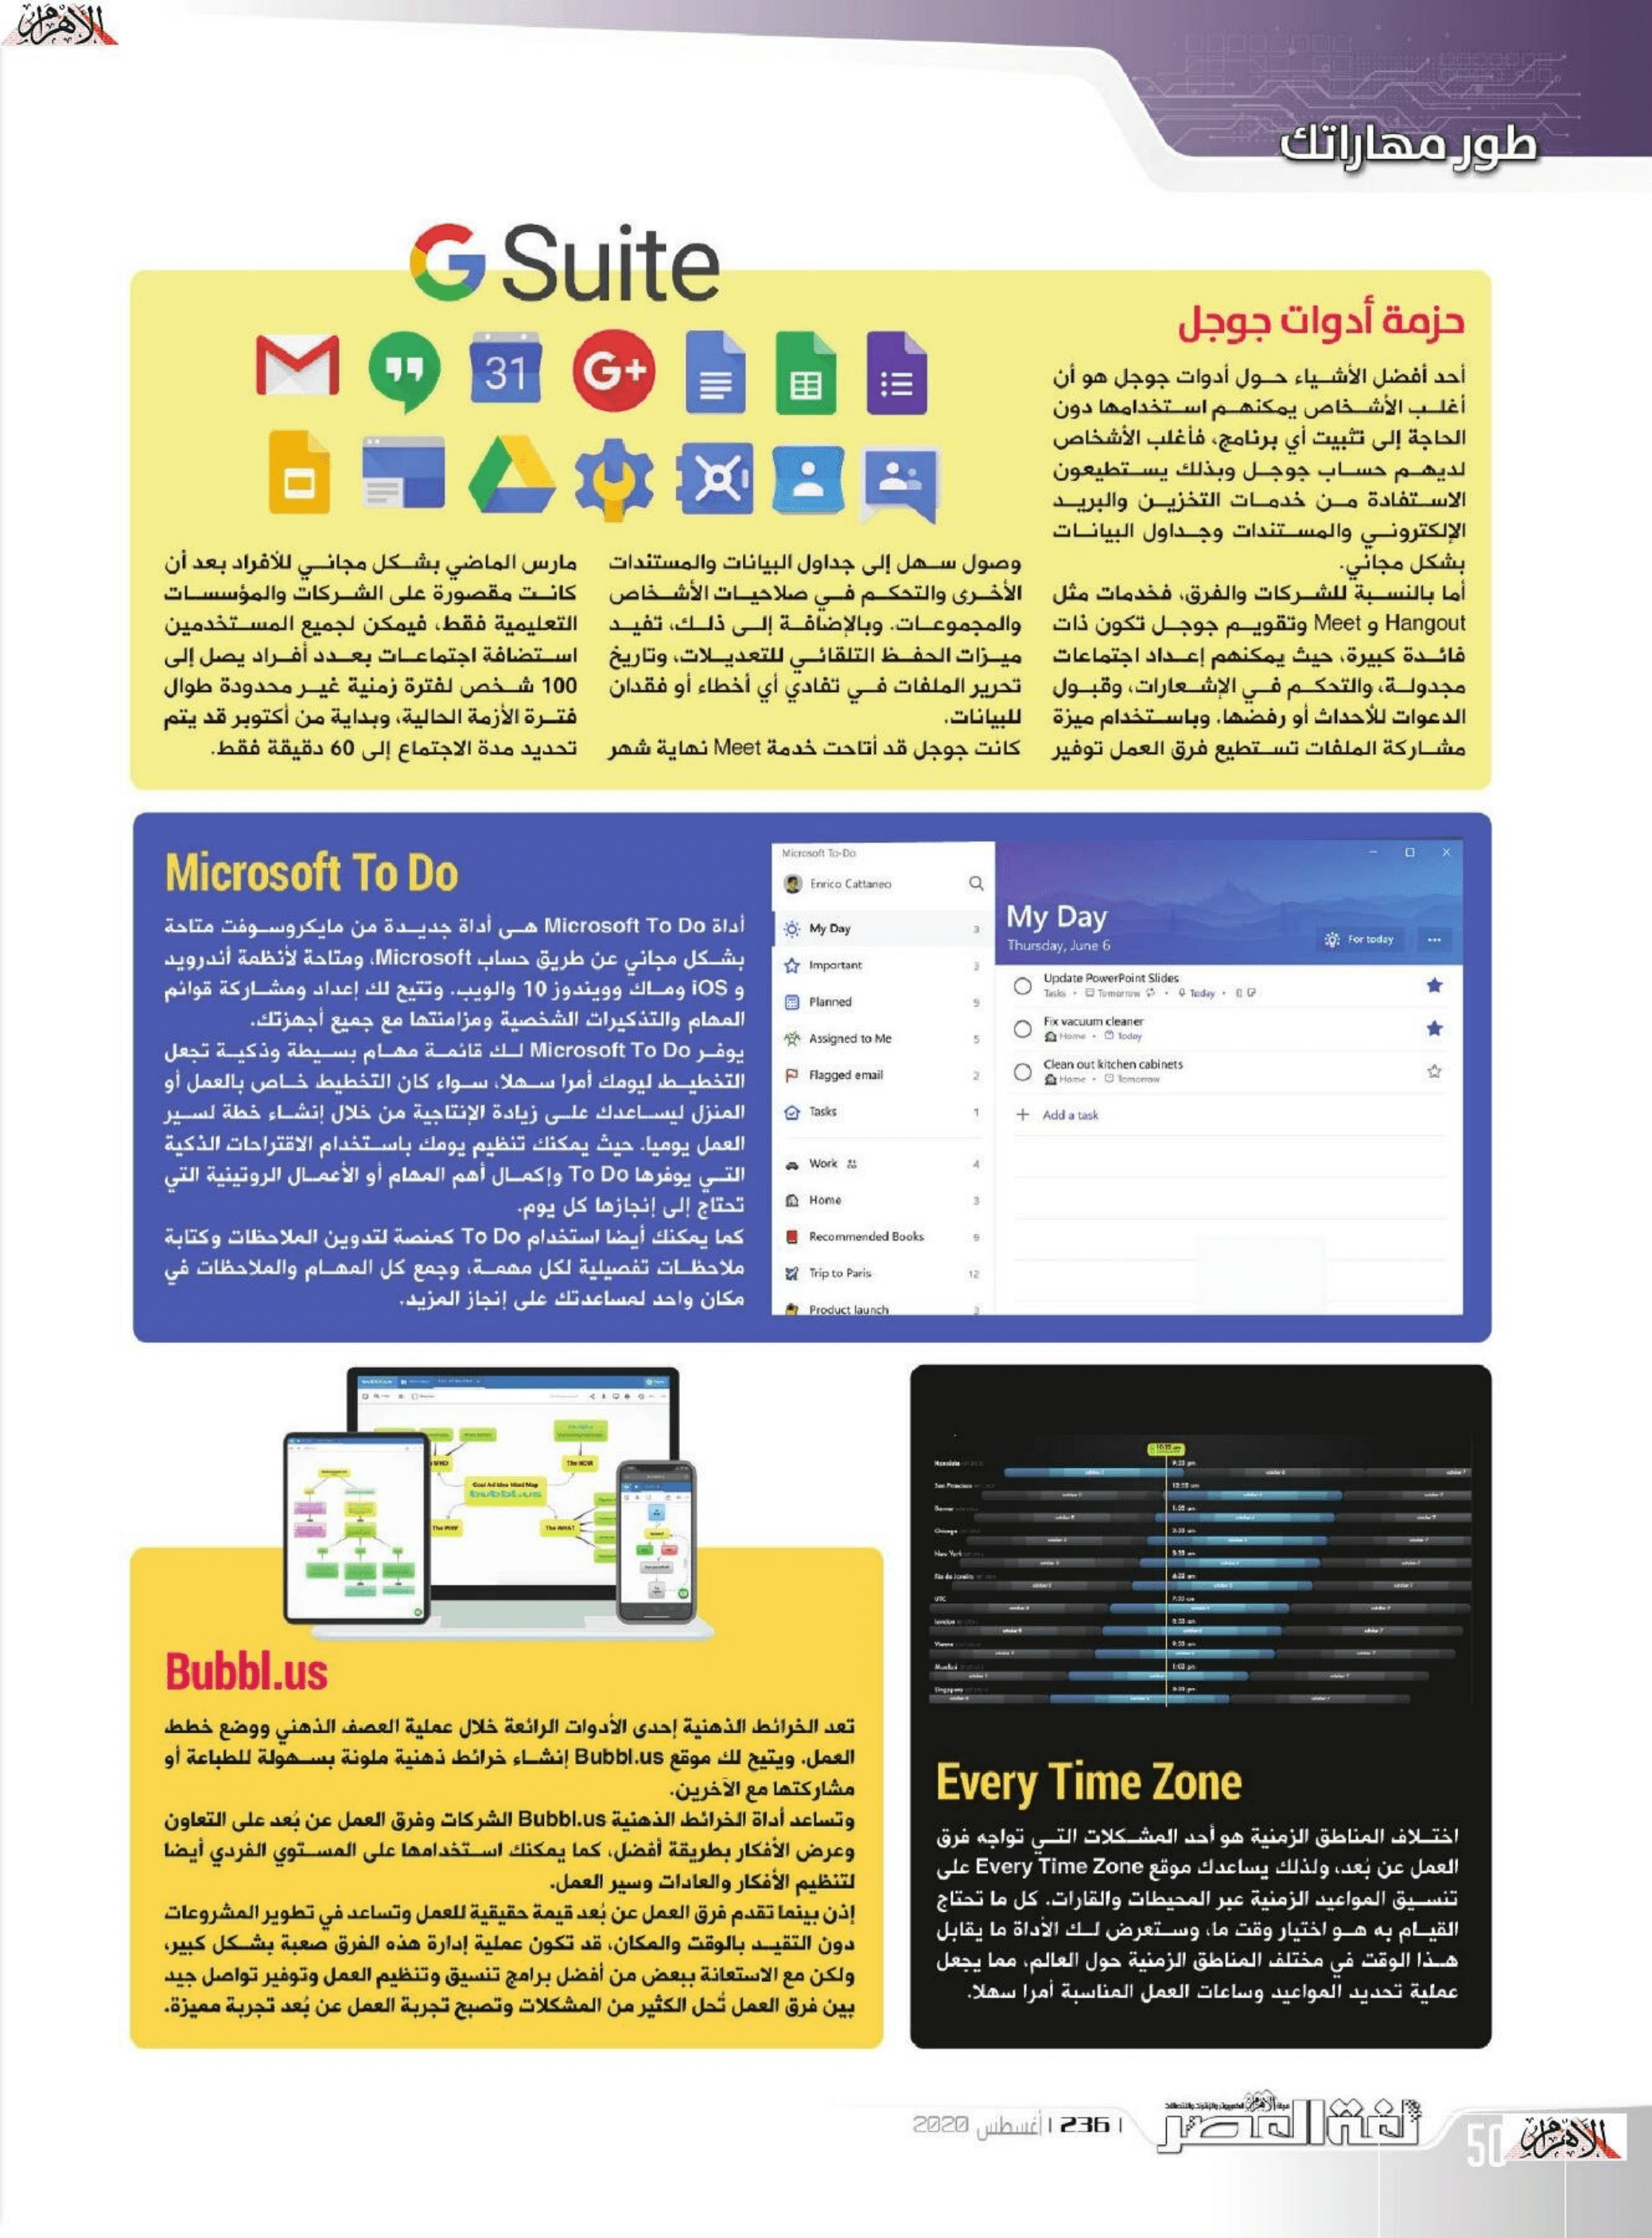 الأهرام
طور مهاراتك
G Suite
31
G+
حزمة أدوات جوجل
أحد أفضل الأشياء حول أدوات جوجل هو أن
أغلب الأشخاص يمكنهم استخدامها دون
الحاجة إلى تثبيت أي برنامج، فأغلب الأشخاص
لديهم حساب جوجل وبذلك يستطيعون
الاستفادة من خدمات التخزين والبريد
الإلكتروني والمستندات وجداول البيانات
بشكل مجاني.
أما بالنسبة للشركات والفرق، فخدمات مثل
Hangout و Meet وتقويم جوجل تكون ذات
فائدة كبيرة، حيث يمكنهم إعداد اجتماعات
مجدولة، والتحكم في الإشعارات، وقبول
الدعوات للأحداث أو رفضها. وباستخدام ميزة
مشاركة الملفات تستطيع فرق العمل توفير
وصول سهل إلى جداول البيانات والمستندات
الأخرى والتحكم في صلاحيات الأشخاص
والمجموعات. وبالإضافة إلى ذلك، تفيد
ميزات الحفظ التلقائي للتعديلات، وتاريخ
تحرير الملفات في تفادي أي أخطاء أو فقدان
للبيانات.
كانت جوجل قد أتاحت خدمة Meet نهاية شهر
مارس الماضي بشكل مجاني للأفراد بعد أن
كانت مقصورة على الشركات والمؤسسات
التعليمية فقط، فيمكن لجميع المستخدمين
استضافة اجتماعات بعدد أفراد يصل إلى
100 شخص لفترة زمنية غير محدودة طوال
فترة الأزمة الحالية، وبداية من أكتوبر قد يتم
تحديد مدة الاجتماع إلى 60 دقيقة فقط.
Microsoft To-Do
Enrico Cattaneo
My Day 3
Important 3
Planned 9
Assigned to Me 5
Flagged email 2
Tasks 1
Work 4
Home 3
Recommended Books 9
Trip to Paris 12
Product launch 3
My Day
Thursday, June 6
For today
Update PowerPoint Slides
Tasks • Tomorrow • Today •
Fix vacuum cleaner
Home • Today
Clean out kitchen cabinets
Home • Tomorrow
+ Add a task
Microsoft To Do
أداة Microsoft To Do هي أداة جديدة من مايكروسوفت متاحة
بشكل مجاني عن طريق حساب Microsoft، ومتاحة لأنظمة أندرويد
و iOS وماك وويندوز 10 والويب. وتتيح لك إعداد ومشاركة قوائم
المهام والتذكيرات الشخصية ومزامنتها مع جميع أجهزتك.
يوفر Microsoft To Do لك قائمة مهام بسيطة وذكية تجعل
التخطيط ليومك أمرا سهلا، سواء كان التخطيط خاص بالعمل أو
المنزل ليساعدك على زيادة الإنتاجية من خلال إنشاء خطة لسير
العمل يوميا. حيث يمكنك تنظيم يومك باستخدام الاقتراحات الذكية
التي يوفرها To Do وإكمال أهم المهام أو الأعمال الروتينية التي
تحتاج إلى إنجازها كل يوم.
كما يمكنك أيضا استخدام To Do كمنصة لتدوين الملاحظات وكتابة
ملاحظات تفصيلية لكل مهمة، وجمع كل المهام والملاحظات في
مكان واحد لمساعدتك على إنجاز المزيد.
Honolulu
San Francisco
Denver
Chicago
New York
Rio de Janeiro
UTC
London
Vienna
Mumbai
Singapore
Every Time Zone
اختلاف المناطق الزمنية هو أحد المشكلات التي تواجه فرق
العمل عن بُعد، ولذلك يساعدك موقع Every Time Zone على
تنسيق المواعيد الزمنية عبر المحيطات والقارات. كل ما تحتاج
القيام به هو اختيار وقت ما، وستعرض لك الأداة ما يقابل
هذا الوقت في مختلف المناطق الزمنية حول العالم، مما يجعل
عملية تحديد المواعيد وساعات العمل المناسبة أمرا سهلا.
The HOW
bubbl.us
The WHY
The WHAT
Bubbl.us
تعد الخرائط الذهنية إحدى الأدوات الرائعة خلال عملية العصف الذهني ووضع خطط
العمل. ويتيح لك موقع Bubbl.us إنشاء خرائط ذهنية ملونة بسهولة للطباعة أو
مشاركتها مع الآخرين.
وتساعد أداة الخرائط الذهنية Bubbl.us الشركات وفرق العمل عن بُعد على التعاون
وعرض الأفكار بطريقة أفضل، كما يمكنك استخدامها على المستوي الفردي أيضا
لتنظيم الأفكار والعادات وسير العمل.
إذن بينما تقدم فرق العمل عن بُعد قيمة حقيقية للعمل وتساعد في تطوير المشروعات
دون التقيد بالوقت والمكان، قد تكون عملية إدارة هذه الفرق صعبة بشكل كبير،
ولكن مع الاستعانة ببعض من أفضل برامج تنسيق وتنظيم العمل وتوفير تواصل جيد
بين فرق العمل تُحل الكثير من المشكلات وتصبح تجربة العمل عن بُعد تجربة مميزة.
لغة العصر
| 236 | أغسطس 2020
50
الأهرام